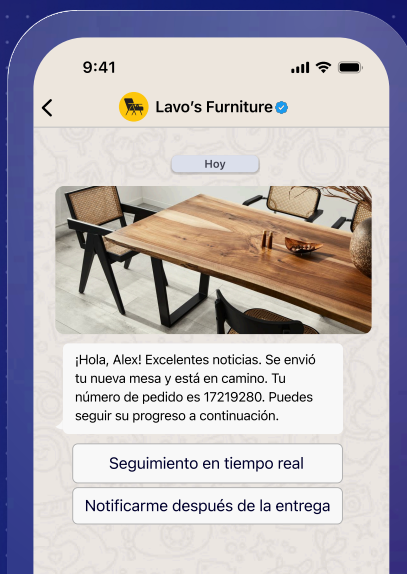 9:41
Lavo's Furniture
Hoy
¡Hola, Alex! Excelentes noticias. Se envió
tu nueva mesa y está en camino. Tu
número de pedido es 17219280. Puedes
seguir su progreso a continuación.
Seguimiento en tiempo real
Notificarme después de la entrega